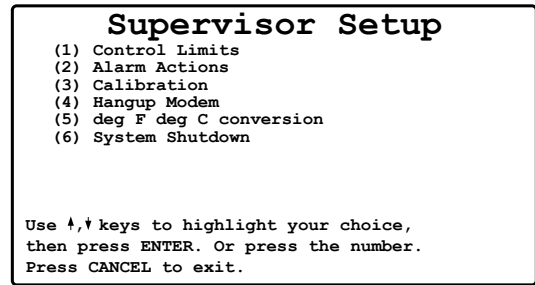 Supervisor Setup
(1) Control Limits
(2) Alarm Actions
(3) Calibration
(4) Hangup Modem
(5) deg F deg C conversion
(6) System Shutdown
Use ↑,↓ keys to highlight your choice,
then press ENTER. Or press the number.
Press CANCEL to exit.